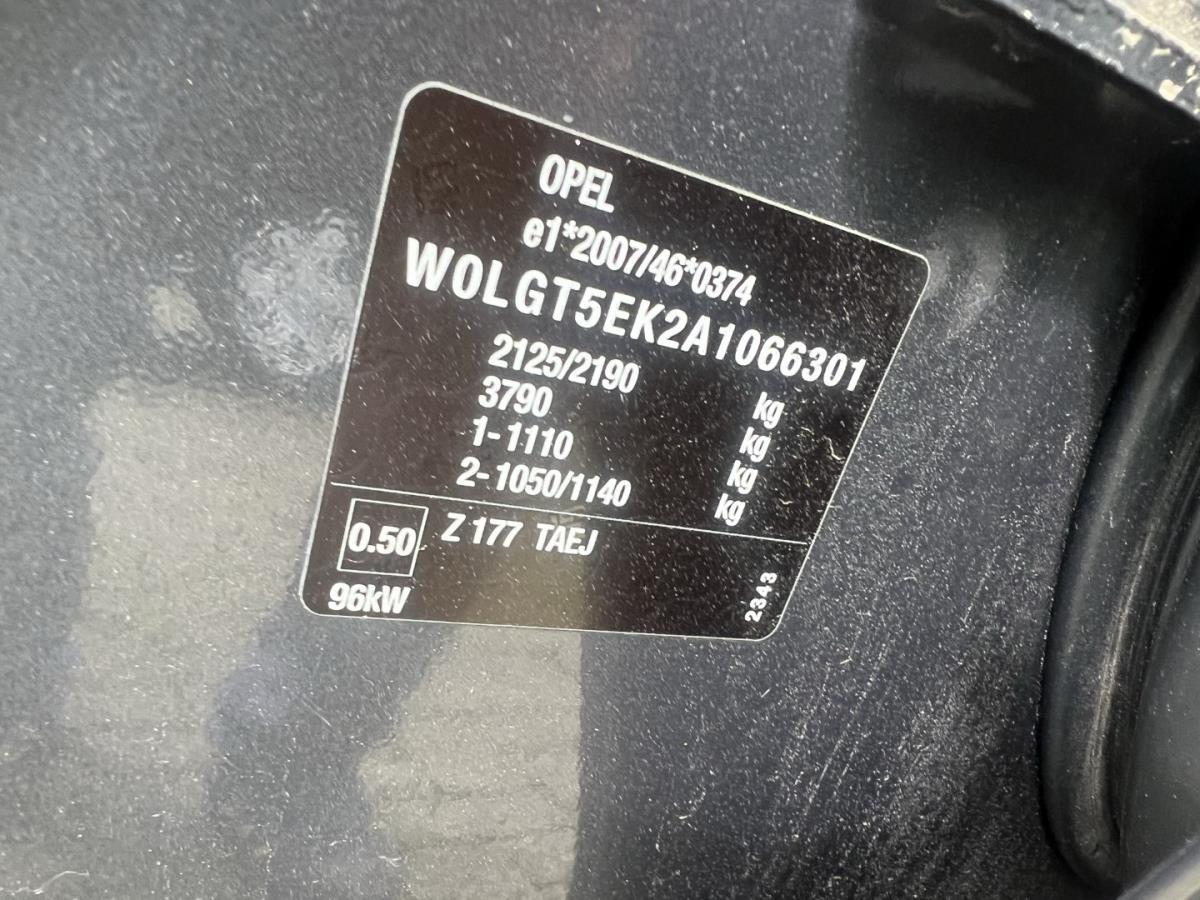 OPEL
e1*2007/46*0374
W0LGT5EK2A1066301
2125/2190 kg
3790 kg
1-1110 kg
2-1050/1140 kg
0.50 Z 177 TAEJ
96kW
2343